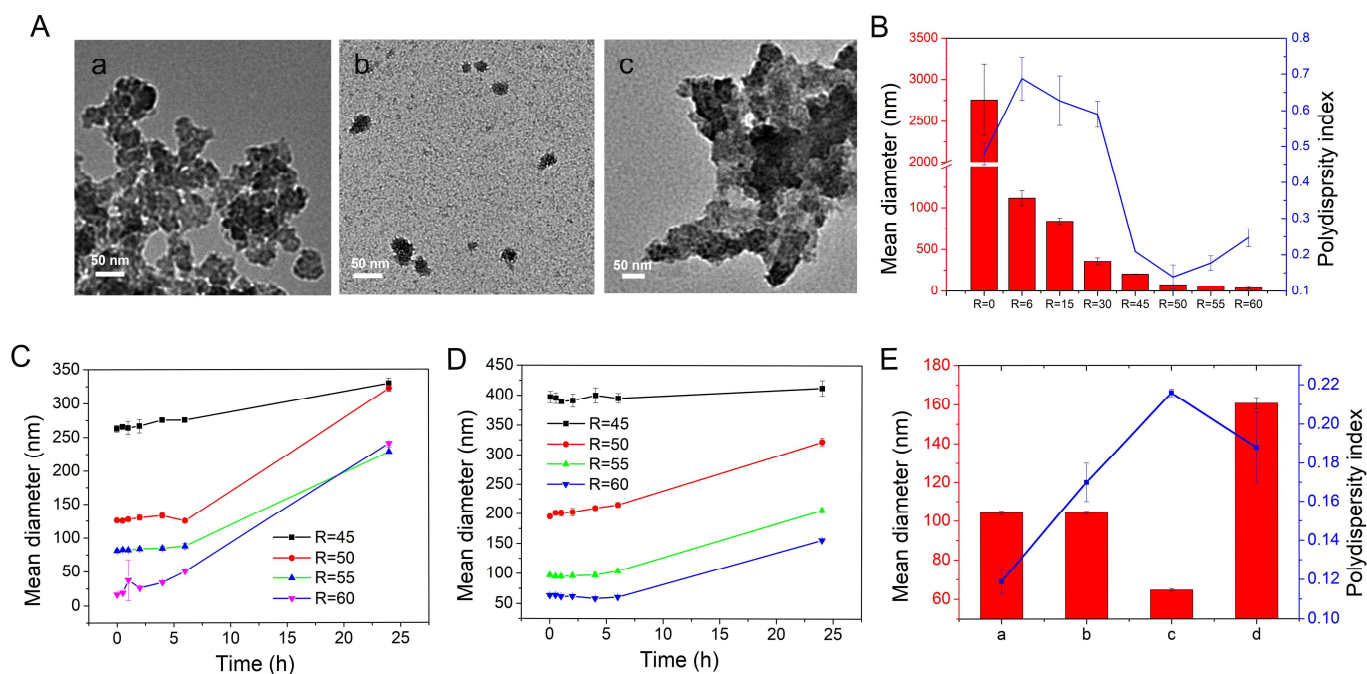 A
a
50 nm
b
50 nm
c
50 nm
B
Mean diameter (nm)
3500
3000
2500
2000
1000
500
0
R=0 R=6 R=15 R=30 R=45 R=50 R=55 R=60
0.8
0.7
0.6
0.5
0.4
0.3
0.2
0.1
Polydisprsity index
C
Mean diameter (nm)
350
300
250
200
150
100
50
0
R=45
R=50
R=55
R=60
0 5 10 15 20 25
Time (h)
D
Mean diameter (nm)
450
400
350
300
250
200
150
100
50
R=45
R=50
R=55
R=60
0 5 10 15 20 25
Time (h)
E
Mean diameter (nm)
180
160
140
120
100
80
60
a b c d
0.22
0.20
0.18
0.16
0.14
0.12
0.10
Polydispersity index